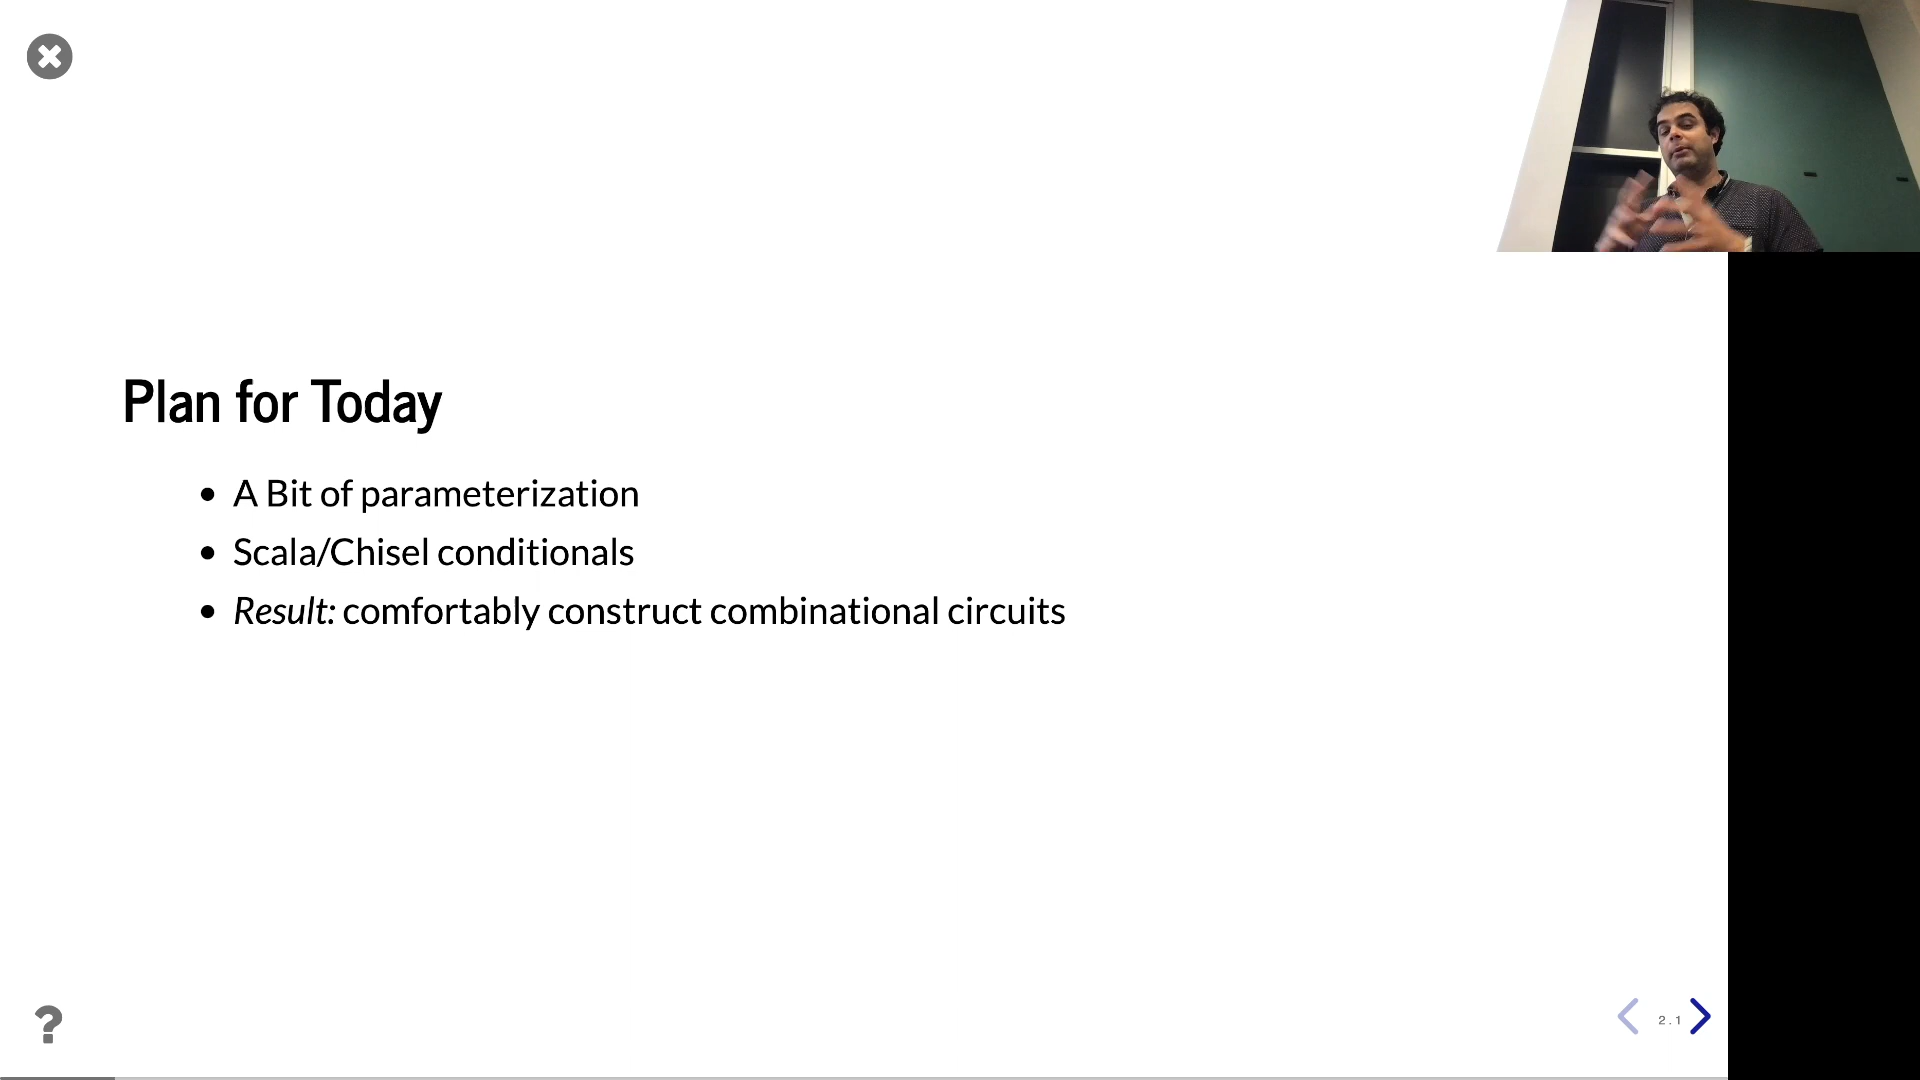 Plan for Today
A Bit of parameterization
Scala/Chisel conditionals
Result: comfortably construct combinational circuits
?
2.1